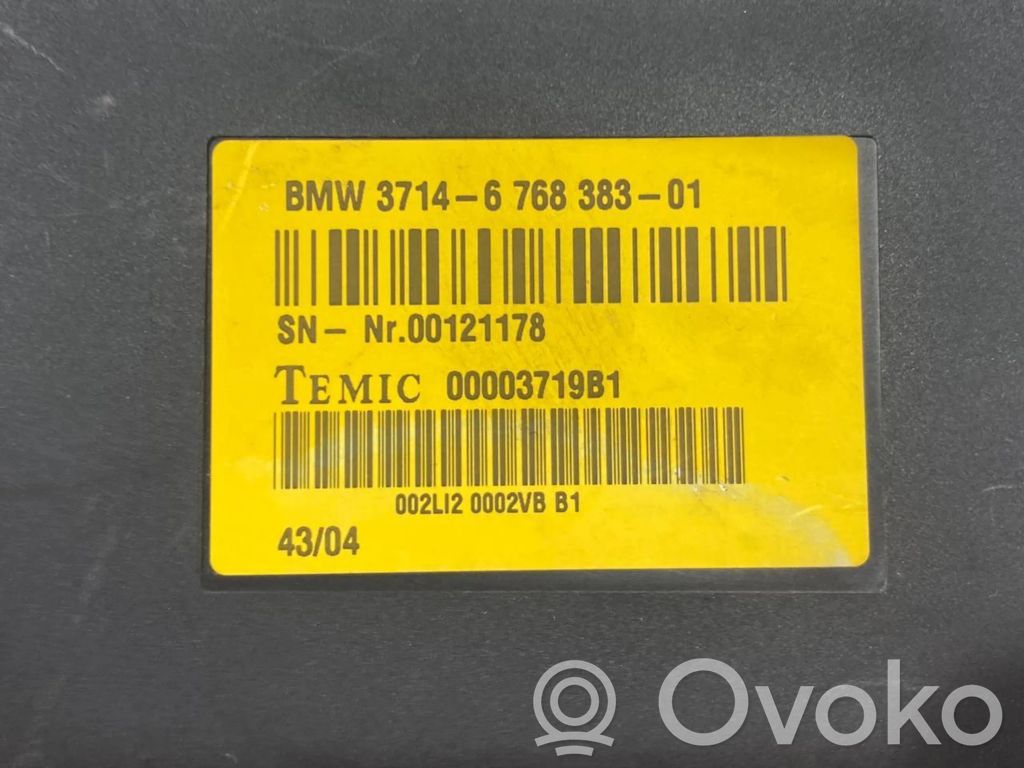 BMW 3714-6 768 383-01
SN- Nr.00121178
TEMIC 00003719B1
002LI2 0002VB B1
43/04
Ovoko